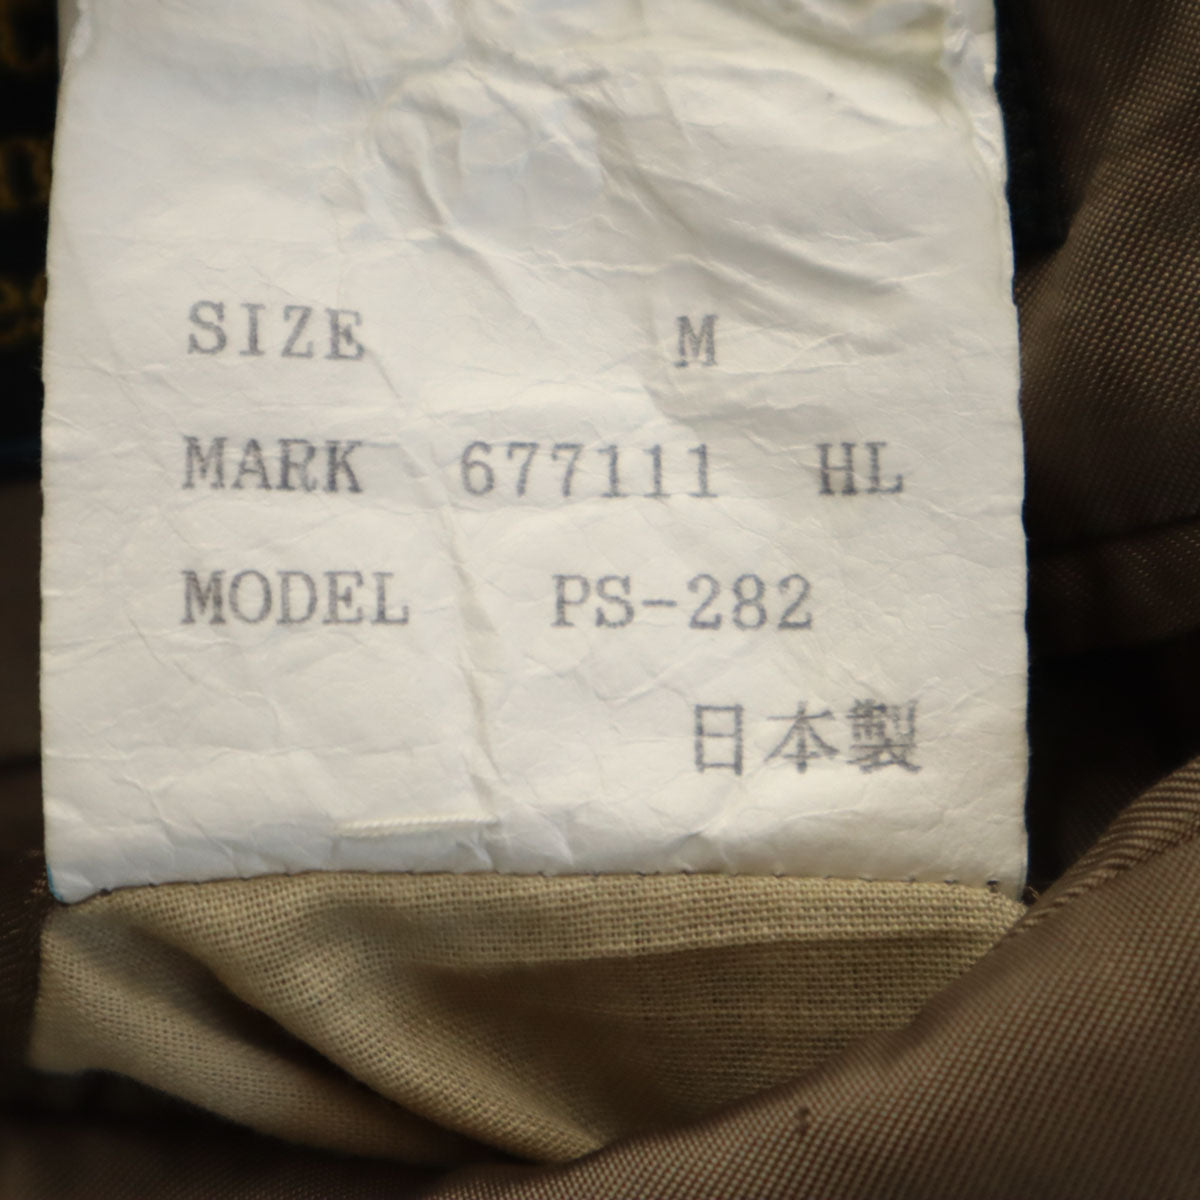 SIZE M
MARK 677111 HL
MODEL PS-282
日本製